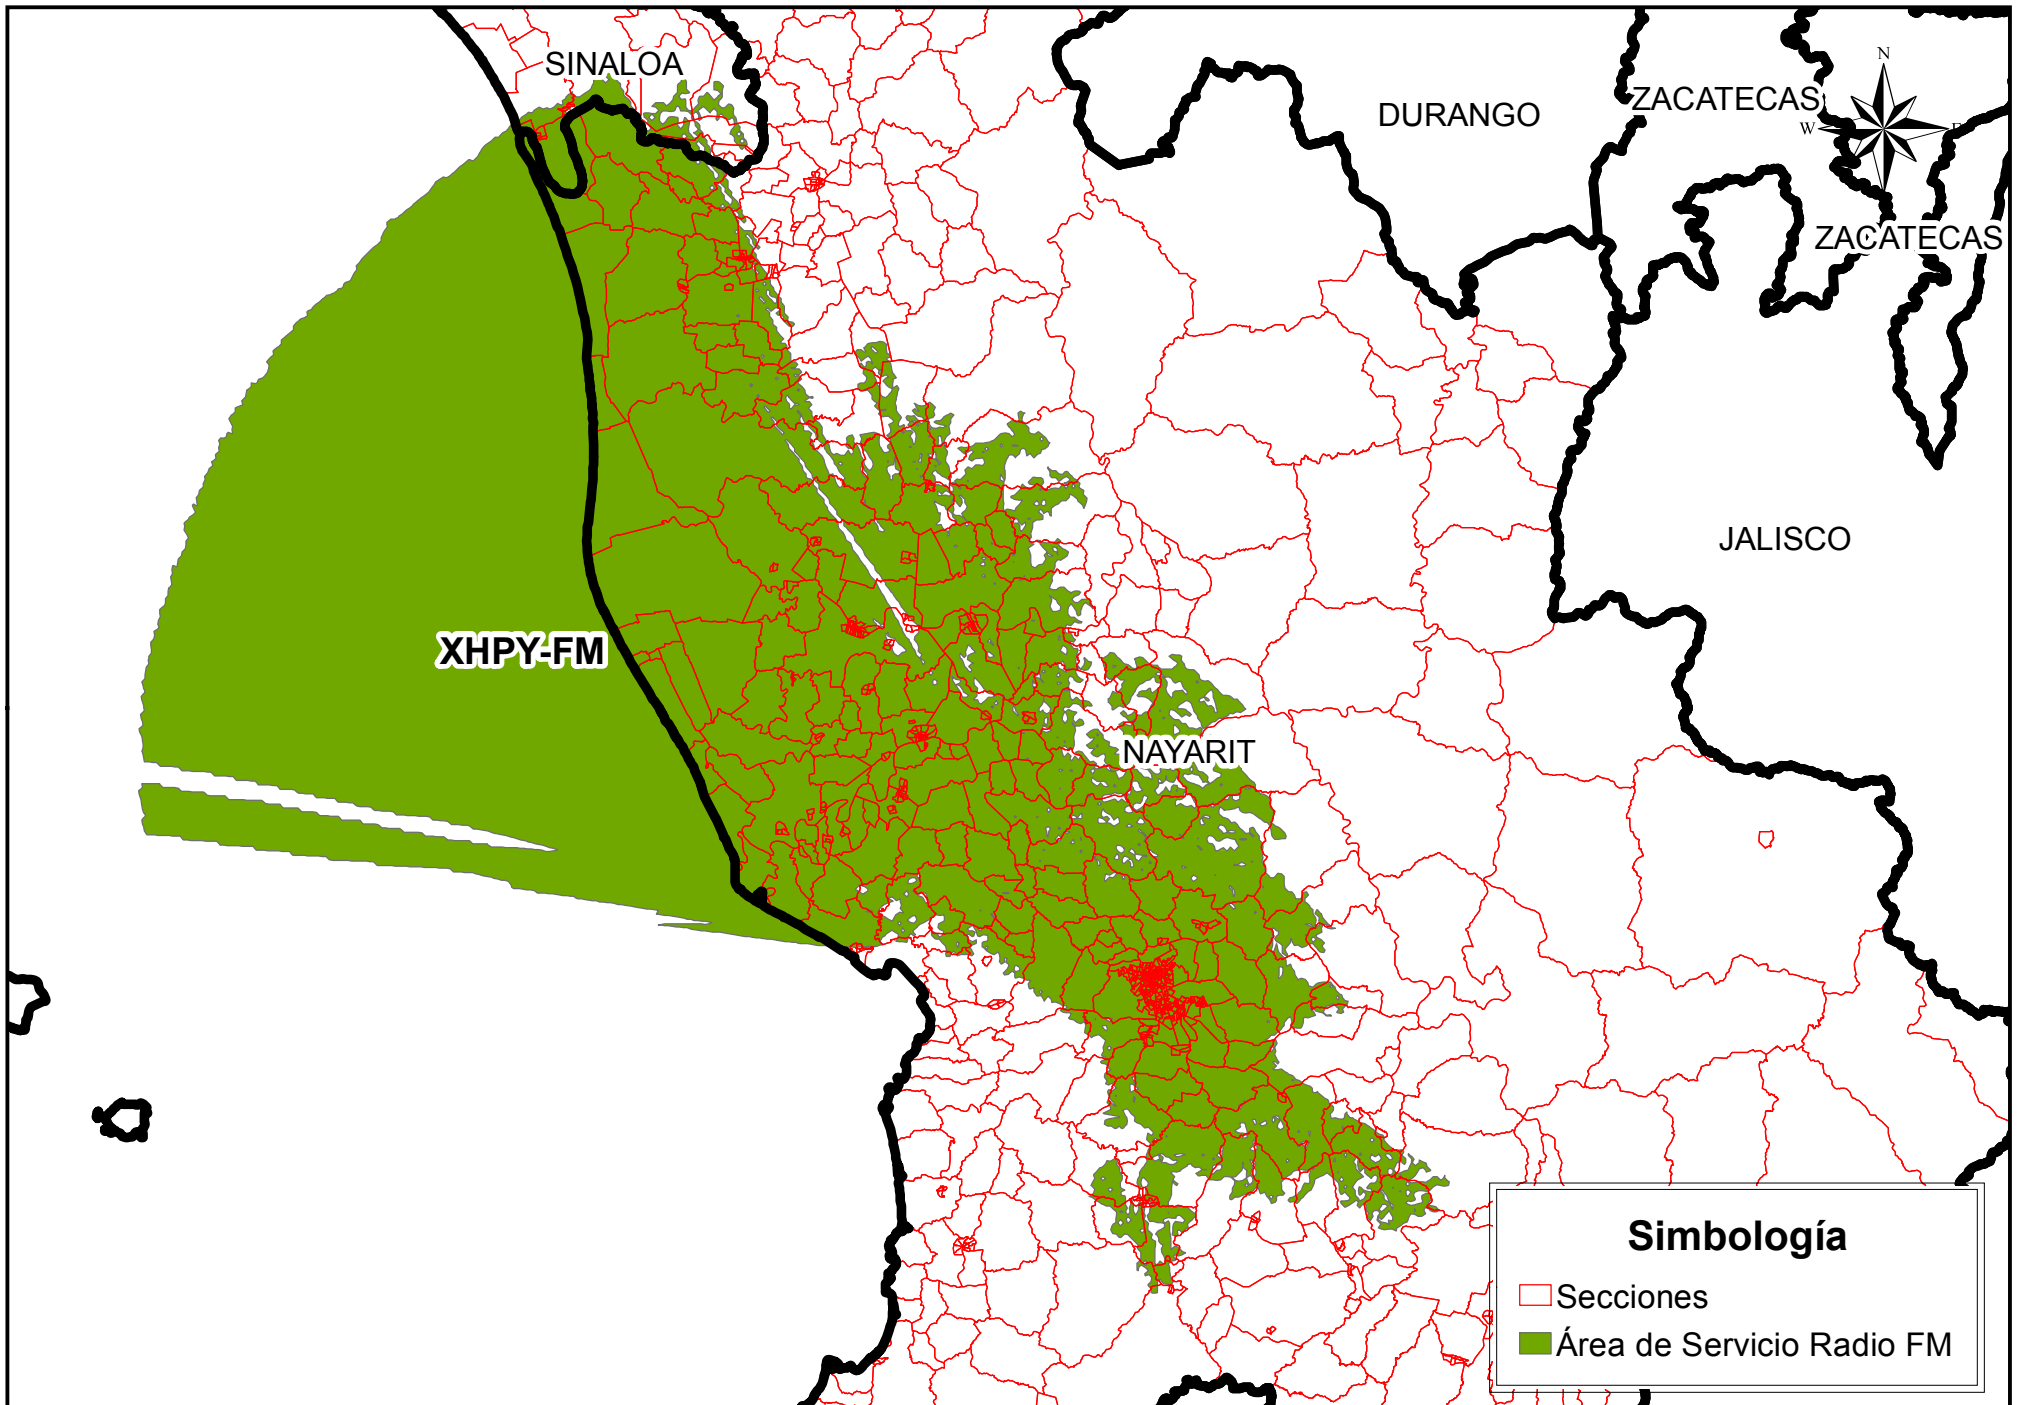 SINALOA
DURANGO
ZACATECAS
N
W
E
ZACATECAS
JALISCO
XHPY-FM
NAYARIT
Simbología
Secciones
Área de Servicio Radio FM